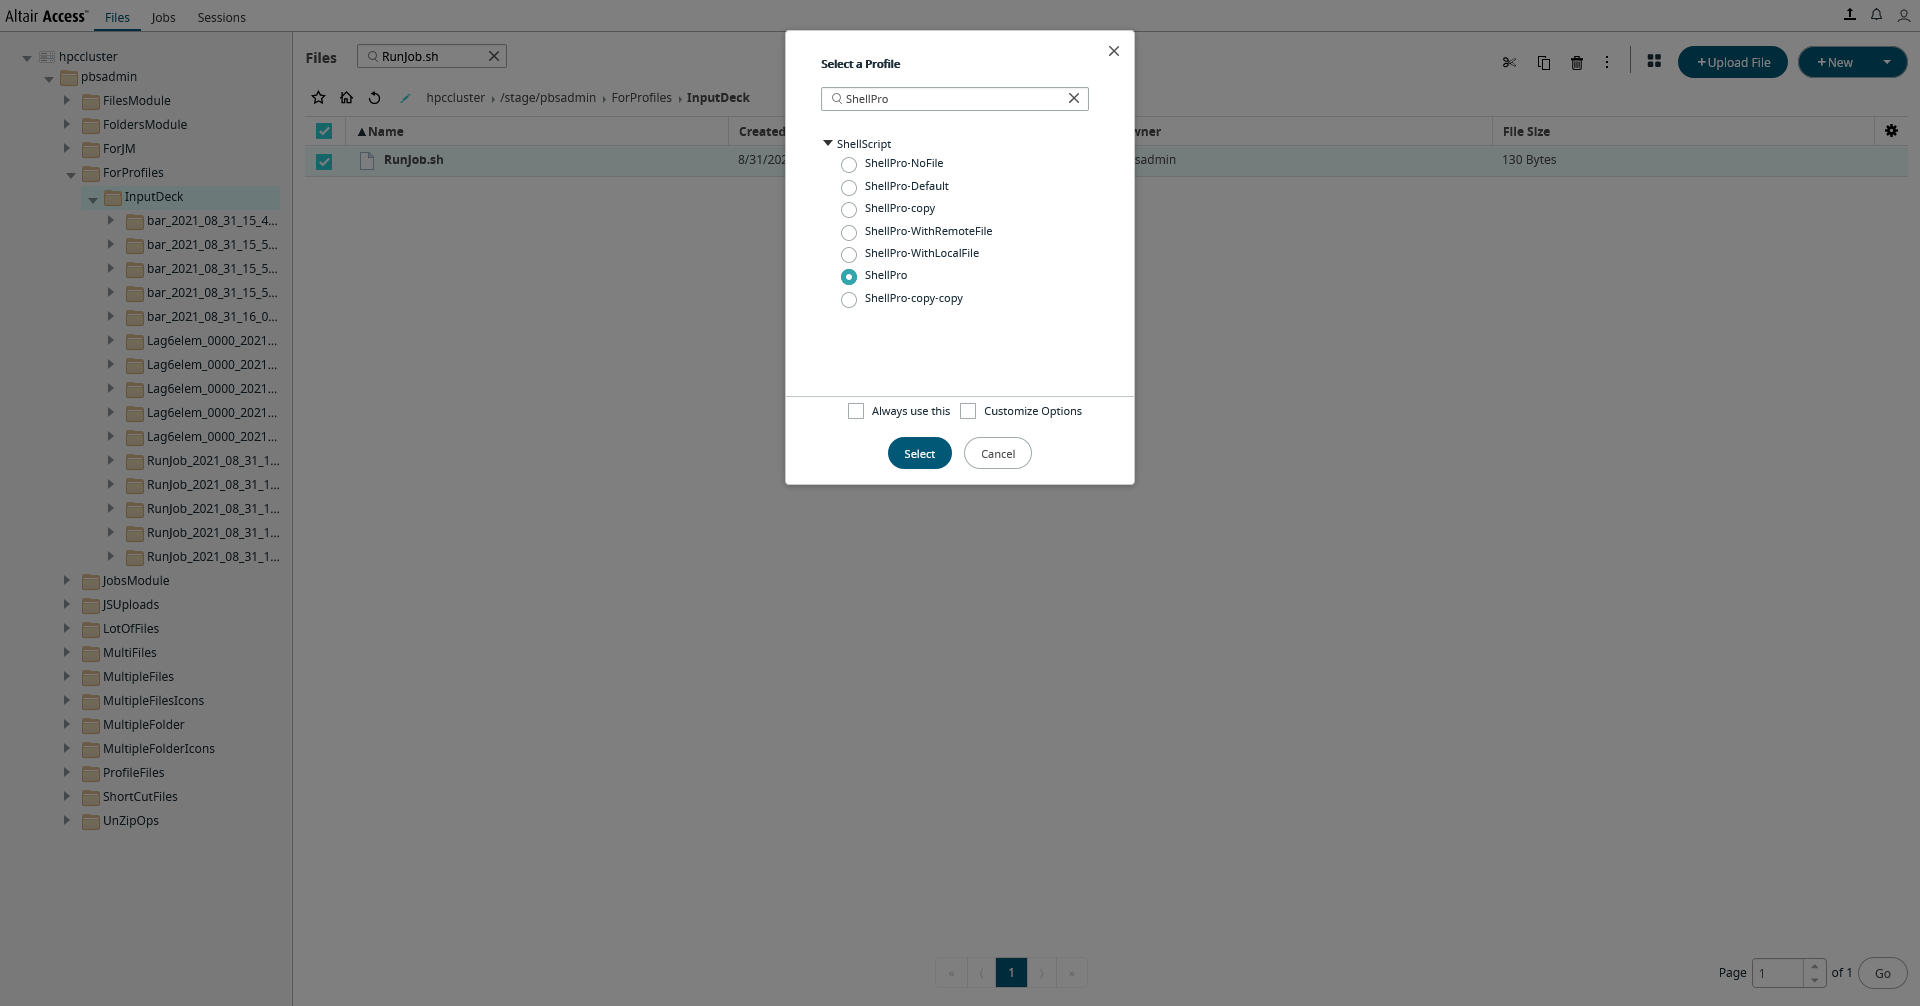 Altair Access™ Files Jobs Sessions
hpccluster
pbsadmin
FilesModule
FoldersModule
ForJM
ForProfiles
InputDeck
bar_2021_08_31_15_4...
bar_2021_08_31_15_5...
bar_2021_08_31_15_5...
bar_2021_08_31_15_5...
bar_2021_08_31_16_0...
Lag6elem_0000_2021...
Lag6elem_0000_2021...
Lag6elem_0000_2021...
Lag6elem_0000_2021...
Lag6elem_0000_2021...
RunJob_2021_08_31_1...
RunJob_2021_08_31_1...
RunJob_2021_08_31_1...
RunJob_2021_08_31_1...
RunJob_2021_08_31_1...
JobsModule
JSUploads
LotOfFiles
MultiFiles
MultipleFiles
MultipleFilesIcons
MultipleFolder
MultipleFolderIcons
ProfileFiles
ShortCutFiles
UnZipOps
Files RunJob.sh
+Upload File +New
hpccluster › /stage/pbsadmin › ForProfiles › InputDeck
Name Created wner File Size
RunJob.sh 8/31/202 sadmin 130 Bytes
Select a Profile
ShellPro
ShellScript
ShellPro-NoFile
ShellPro-Default
ShellPro-copy
ShellPro-WithRemoteFile
ShellPro-WithLocalFile
ShellPro
ShellPro-copy-copy
Always use this Customize Options
Select Cancel
« ⟨ 1 ⟩ » Page 1 of 1 Go